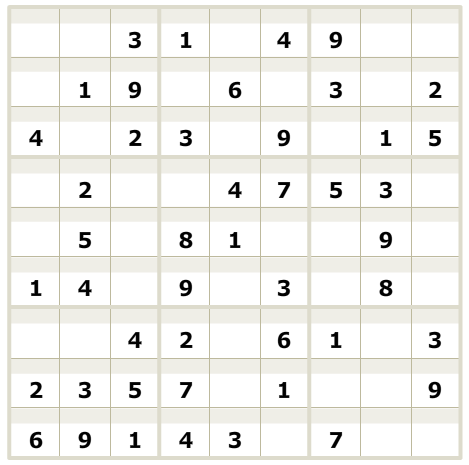 3 1 4 9
1 9 6 3 2
4 2 3 9 1 5
2 4 7 5 3
5 8 1 9
1 4 9 3 8
4 2 6 1 3
2 3 5 7 1 9
6 9 1 4 3 7